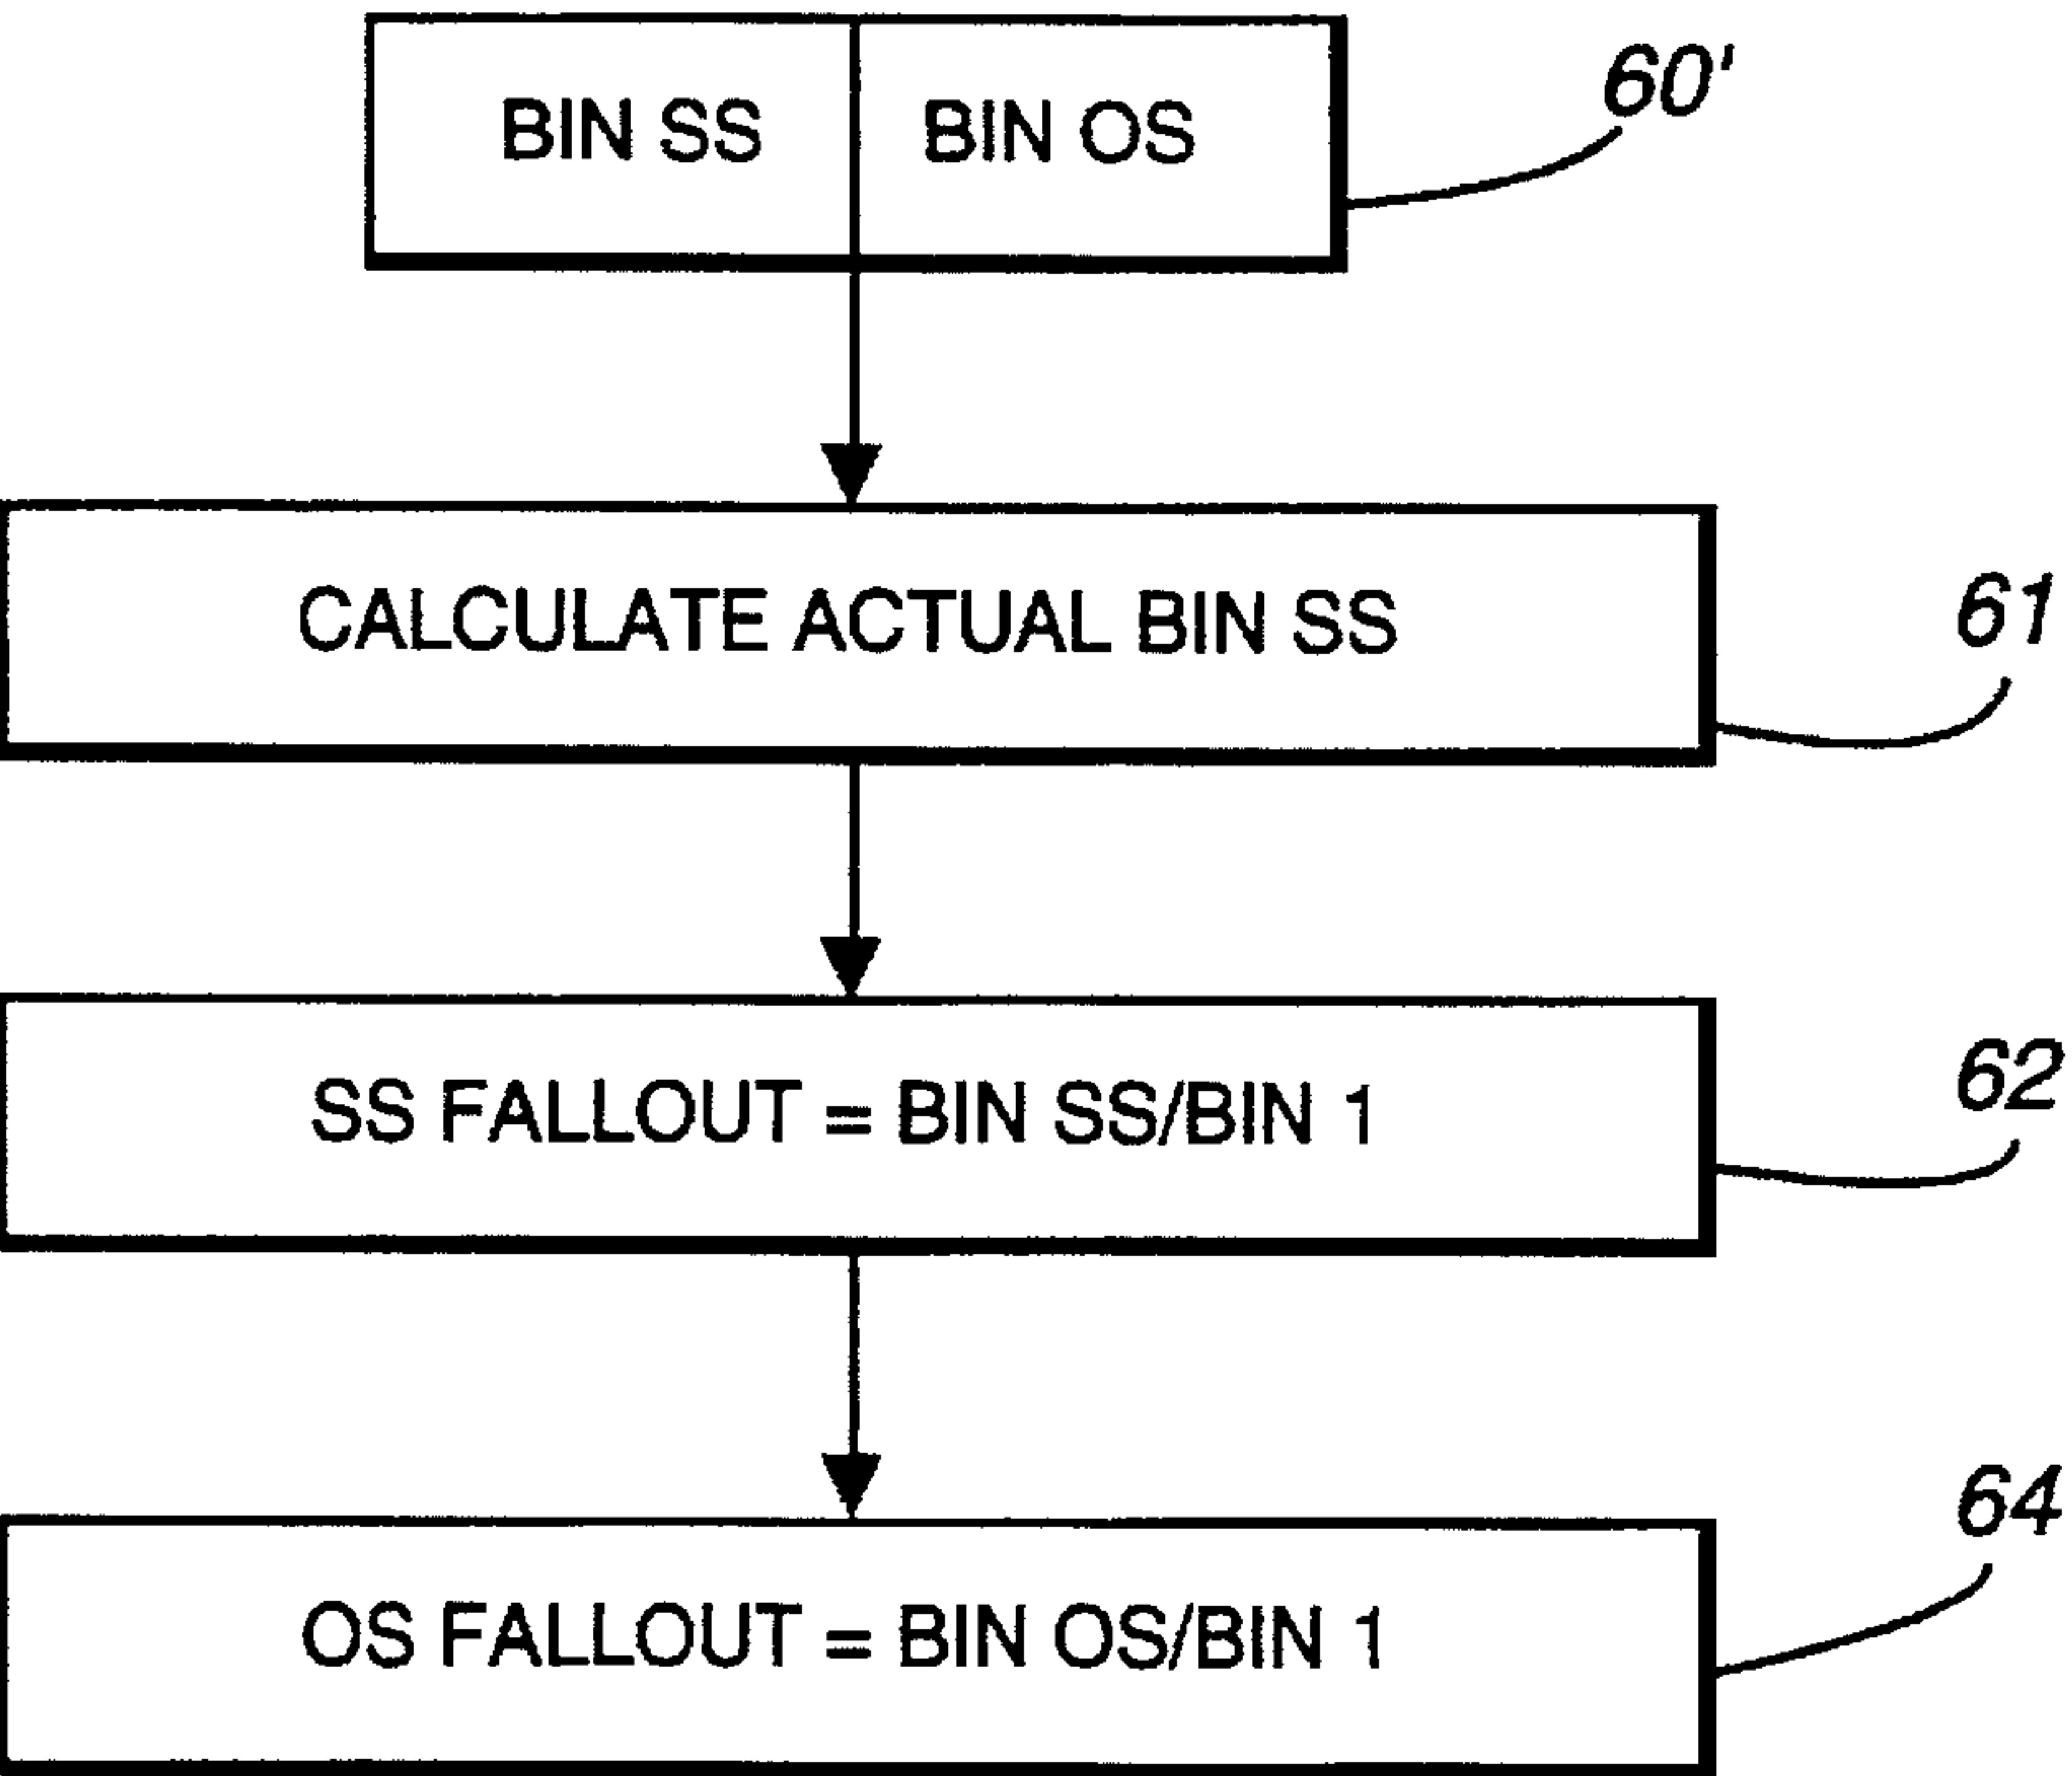 BIN SS
BIN OS
60'
CALCULATE ACTUAL BIN SS
61
SS FALLOUT = BIN SS/BIN 1
62
64
OS FALLOUT = BIN OS/BIN 1